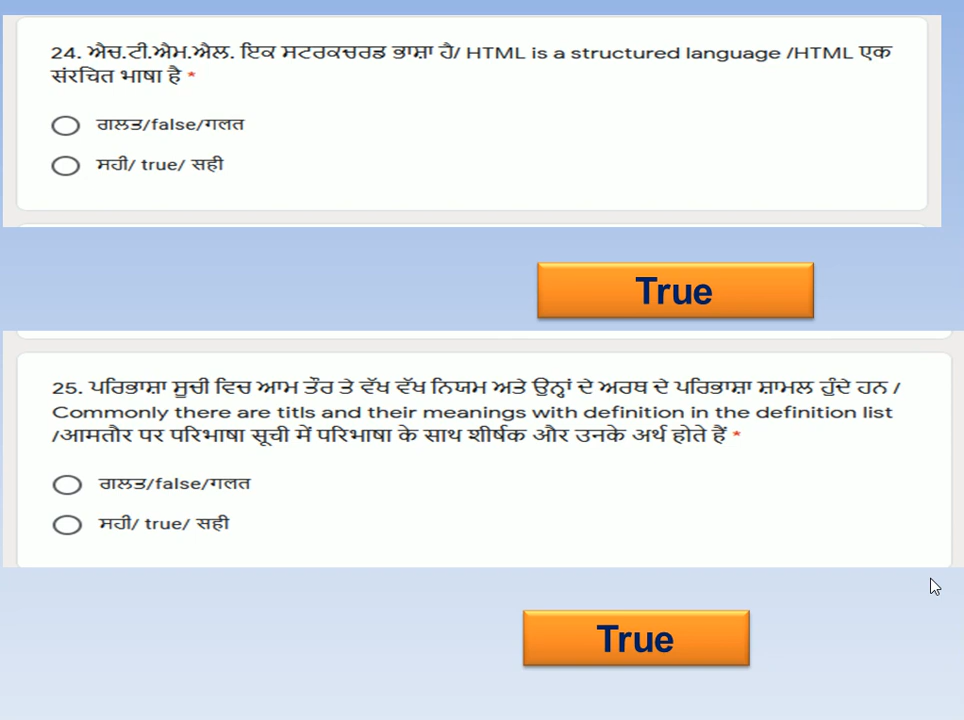 24. ਐਚ.ਟੀ.ਐਮ.ਐਲ. ਇਕ ਸਟਰਕਚਰਡ ਭਾਸ਼ਾ ਹੈ/ HTML is a structured language /HTML एक
संरचित भाषा है *
ਗਲਤ/false/गलत
ਸਹੀ/ true/ सही
True
25. ਪਰਿਭਾਸ਼ਾ ਸੂਚੀ ਵਿਚ ਆਮ ਤੌਰ ਤੇ ਵੱਖ ਵੱਖ ਨਿਯਮ ਅਤੇ ਉਨ੍ਹਾਂ ਦੇ ਅਰਥ ਦੇ ਪਰਿਭਾਸ਼ਾ ਸ਼ਾਮਲ ਹੁੰਦੇ ਹਨ /
Commonly there are titls and their meanings with definition in the definition list
/आमतौर पर परिभाषा सूची में परिभाषा के साथ शीर्षक और उनके अर्थ होते हैं *
ਗਲਤ/false/गलत
ਸਹੀ/ true/ सही
True